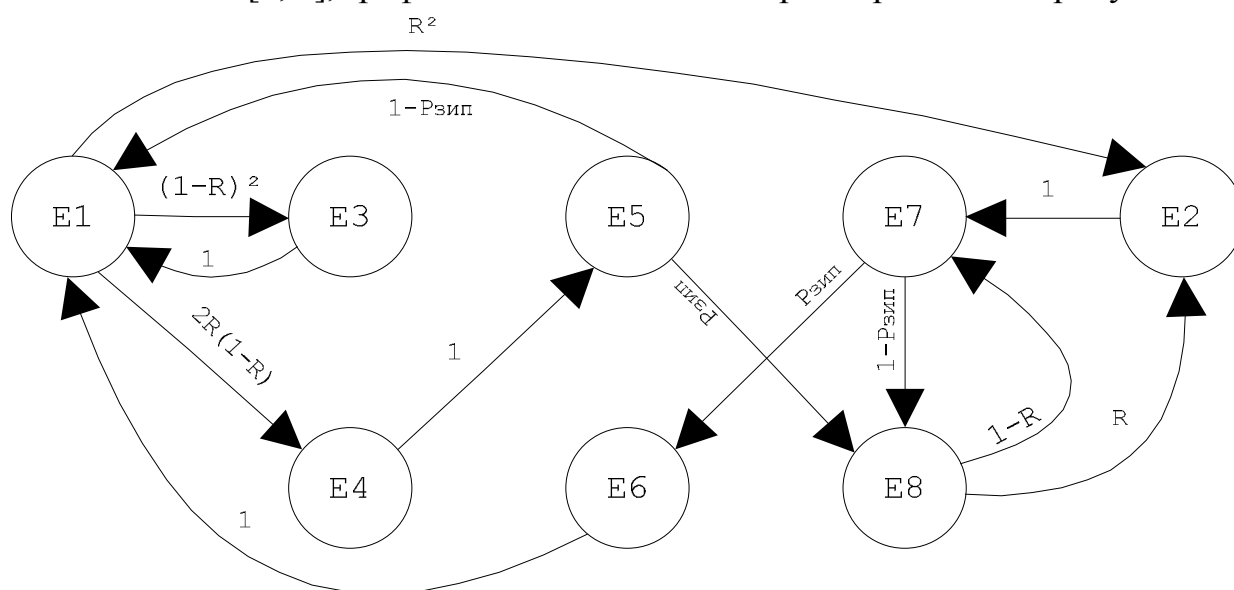 R²
1-Pзип
(1-R)²
1
E1
E3
E5
E7
E2
1
Pзип
Pзип
1-Pзип
2R(1-R)
1
1-R
R
E4
E6
E8
1